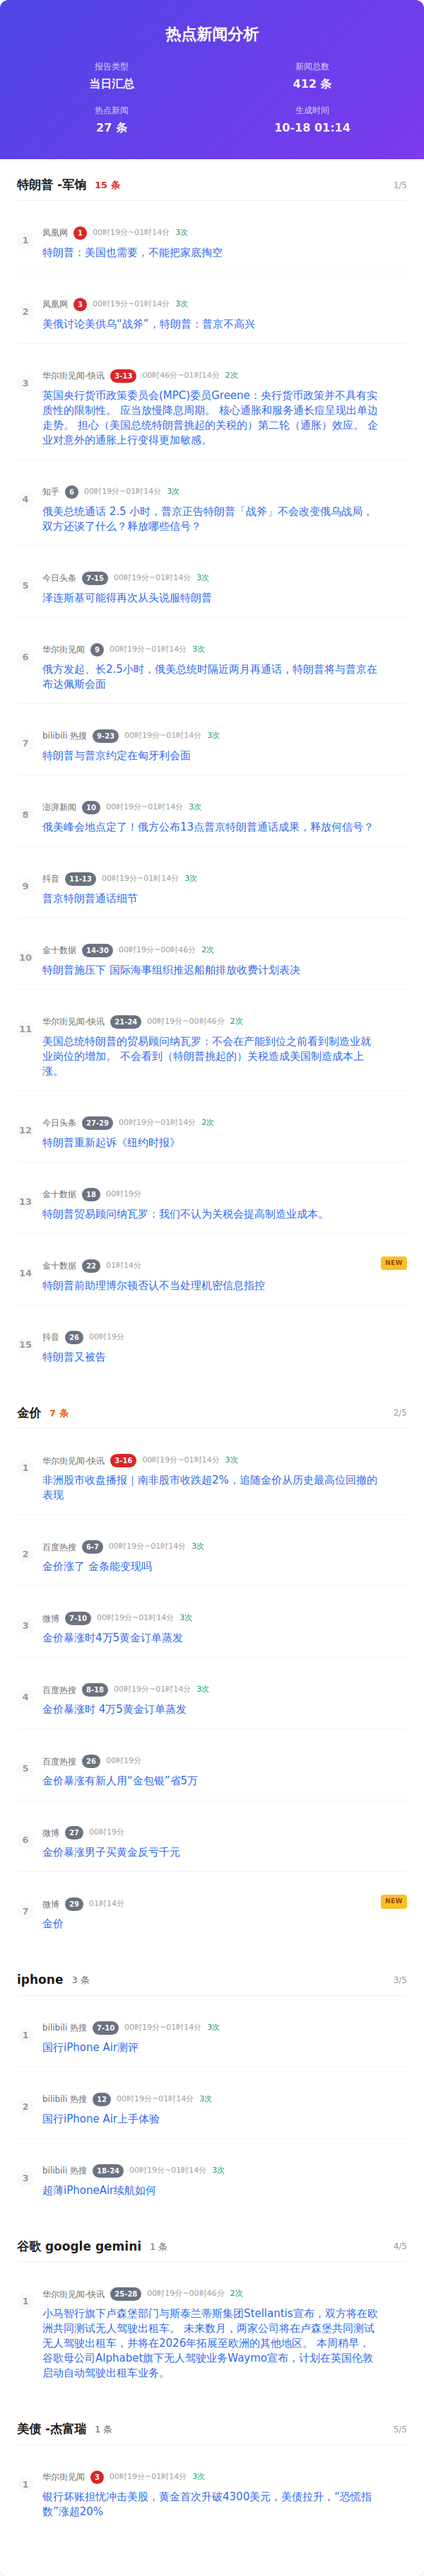 热点新闻分析
报告类型
当日汇总
新闻总数
412 条
热点新闻
27 条
生成时间
10-18 01:14
特朗普 -军饷 15 条 1/5
1 凤凰网 1 00时19分~01时14分 3次
特朗普：美国也需要，不能把家底掏空
2 凤凰网 3 00时19分~01时14分 3次
美俄讨论美供乌“战斧”，特朗普：普京不高兴
3 华尔街见闻-快讯 3-13 00时46分~01时14分 2次
英国央行货币政策委员会(MPC)委员Greene：央行货币政策并不具有实
质性的限制性。 应当放慢降息周期。 核心通胀和服务通长痘呈现出单边
走势。 担心（美国总统特朗普挑起的关税的）第二轮（通胀）效应。 企
业对意外的通胀上行变得更加敏感。
4 知乎 6 00时19分~01时14分 3次
俄美总统通话 2.5 小时，普京正告特朗普「战斧」不会改变俄乌战局，
双方还谈了什么？释放哪些信号？
5 今日头条 7-15 00时19分~01时14分 3次
泽连斯基可能得再次从头说服特朗普
6 华尔街见闻 9 00时19分~01时14分 3次
俄方发起、长2.5小时，俄美总统时隔近两月再通话，特朗普将与普京在
布达佩斯会面
7 bilibili 热搜 9-23 00时19分~01时14分 3次
特朗普与普京约定在匈牙利会面
8 澎湃新闻 10 00时19分~01时14分 3次
俄美峰会地点定了！俄方公布13点普京特朗普通话成果，释放何信号？
9 抖音 11-13 00时19分~01时14分 3次
普京特朗普通话细节
10 金十数据 14-30 00时19分~00时46分 2次
特朗普施压下 国际海事组织推迟船舶排放收费计划表决
11 华尔街见闻-快讯 21-24 00时19分~00时46分 2次
美国总统特朗普的贸易顾问纳瓦罗：不会在产能到位之前看到制造业就
业岗位的增加。 不会看到（特朗普挑起的）关税造成美国制造成本上
涨。
12 今日头条 27-29 00时19分~01时14分 2次
特朗普重新起诉《纽约时报》
13 金十数据 18 00时19分
特朗普贸易顾问纳瓦罗：我们不认为关税会提高制造业成本。
14 金十数据 22 01时14分 NEW
特朗普前助理博尔顿否认不当处理机密信息指控
15 抖音 26 00时19分
特朗普又被告
金价 7 条 2/5
1 华尔街见闻-快讯 3-16 00时19分~01时14分 3次
非洲股市收盘播报｜南非股市收跌超2%，追随金价从历史最高位回撤的
表现
2 百度热搜 6-7 00时19分~01时14分 3次
金价涨了 金条能变现吗
3 微博 7-10 00时19分~01时14分 3次
金价暴涨时4万5黄金订单蒸发
4 百度热搜 8-18 00时19分~01时14分 3次
金价暴涨时 4万5黄金订单蒸发
5 百度热搜 26 00时19分
金价暴涨有新人用“金包银”省5万
6 微博 27 00时19分
金价暴涨男子买黄金反亏千元
7 微博 29 01时14分 NEW
金价
iphone 3 条 3/5
1 bilibili 热搜 7-10 00时19分~01时14分 3次
国行iPhone Air测评
2 bilibili 热搜 12 00时19分~01时14分 3次
国行iPhone Air上手体验
3 bilibili 热搜 18-24 00时19分~01时14分 3次
超薄iPhoneAir续航如何
谷歌 google gemini 1 条 4/5
1 华尔街见闻-快讯 25-28 00时19分~00时46分 2次
小马智行旗下卢森堡部门与斯泰兰蒂斯集团Stellantis宣布，双方将在欧
洲共同测试无人驾驶出租车。 未来数月，两家公司将在卢森堡共同测试
无人驾驶出租车，并将在2026年拓展至欧洲的其他地区。 本周稍早，
谷歌母公司Alphabet旗下无人驾驶业务Waymo宣布，计划在英国伦敦
启动自动驾驶出租车业务。
美债 -杰富瑞 1 条 5/5
1 华尔街见闻 3 00时19分~01时14分 3次
银行坏账担忧冲击美股，黄金首次升破4300美元，美债拉升，“恐慌指
数”涨超20%